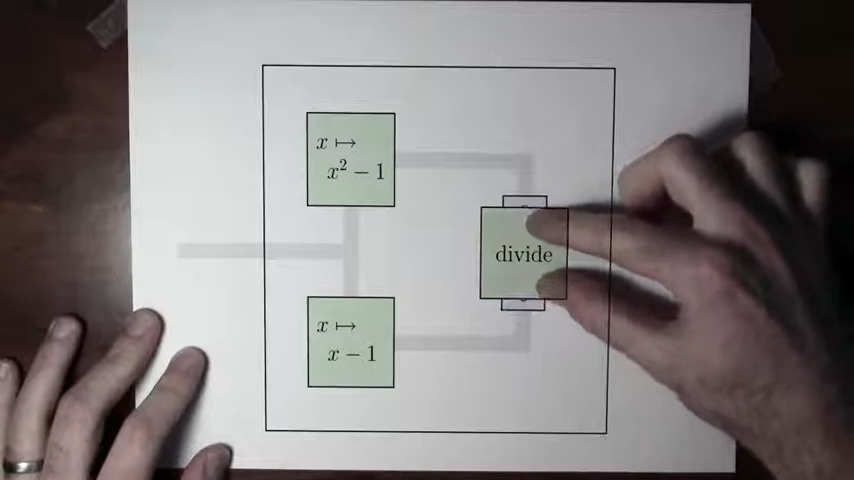 x ↦
x² − 1
divide
x ↦
x − 1